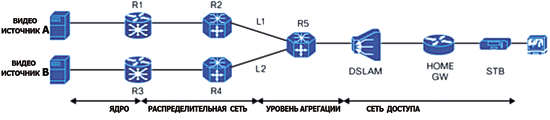 ВИДЕО
ИСТОЧНИК A
R1
R2
L1
R5
ВИДЕО
ИСТОЧНИК B
R3
R4
L2
DSLAM
HOME
GW
STB
ЯДРО
РАСПРЕДЕЛИТЕЛЬНАЯ СЕТЬ
УРОВЕНЬ АГРЕГАЦИИ
СЕТЬ ДОСТУПА